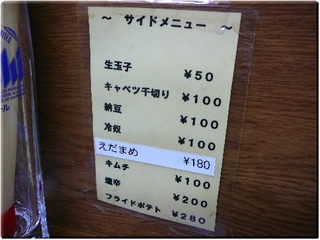 ～ サイドメニュー ～
生玉子 ¥50
キャベツ千切り ¥100
納豆 ¥100
冷奴 ¥100
えだまめ ¥180
キムチ ¥100
塩辛 ¥200
フライドポテト ¥280